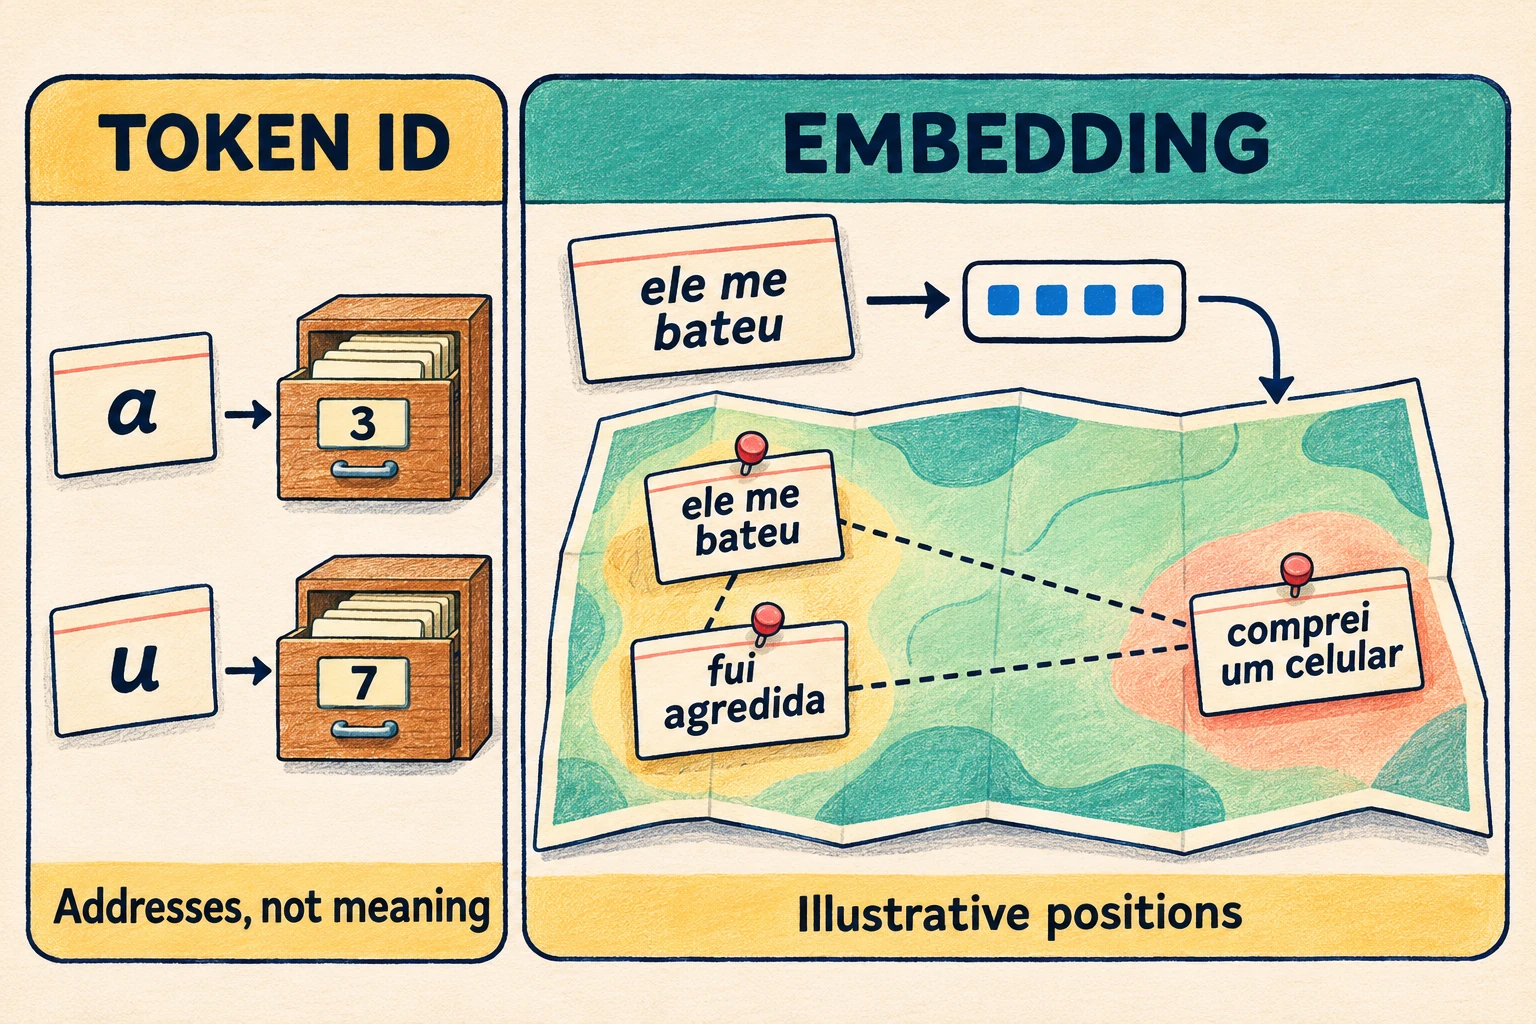 TOKEN ID
a
3
u
7
Addresses, not meaning
EMBEDDING
ele me
bateu
ele me
bateu
fui
agredida
comprei
um celular
Illustrative positions